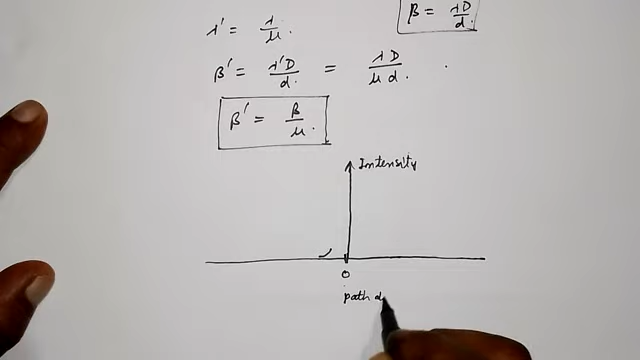 β = λD/d.
λ' = λ/μ.
β' = λ'D/d. = λD/μd.
β' = β/μ.
Intensity
0
path d